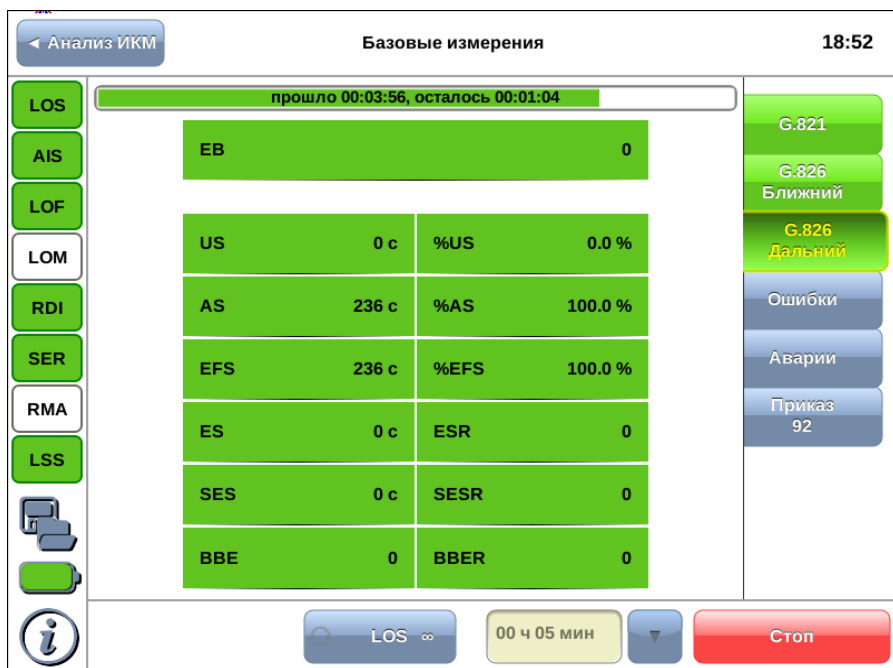 ◄ Анализ ИКМ
Базовые измерения
18:52
прошло 00:03:56, осталось 00:01:04
LOS
AIS
LOF
LOM
RDI
SER
RMA
LSS
EB 0
US 0 с %US 0.0 %
AS 236 с %AS 100.0 %
EFS 236 с %EFS 100.0 %
ES 0 с ESR 0
SES 0 с SESR 0
BBE 0 BBER 0
G.821
G.826
Ближний
G.826
Дальний
Ошибки
Аварии
Приказ
92
i
LOS ∞
00 ч 05 мин
▼
Стоп